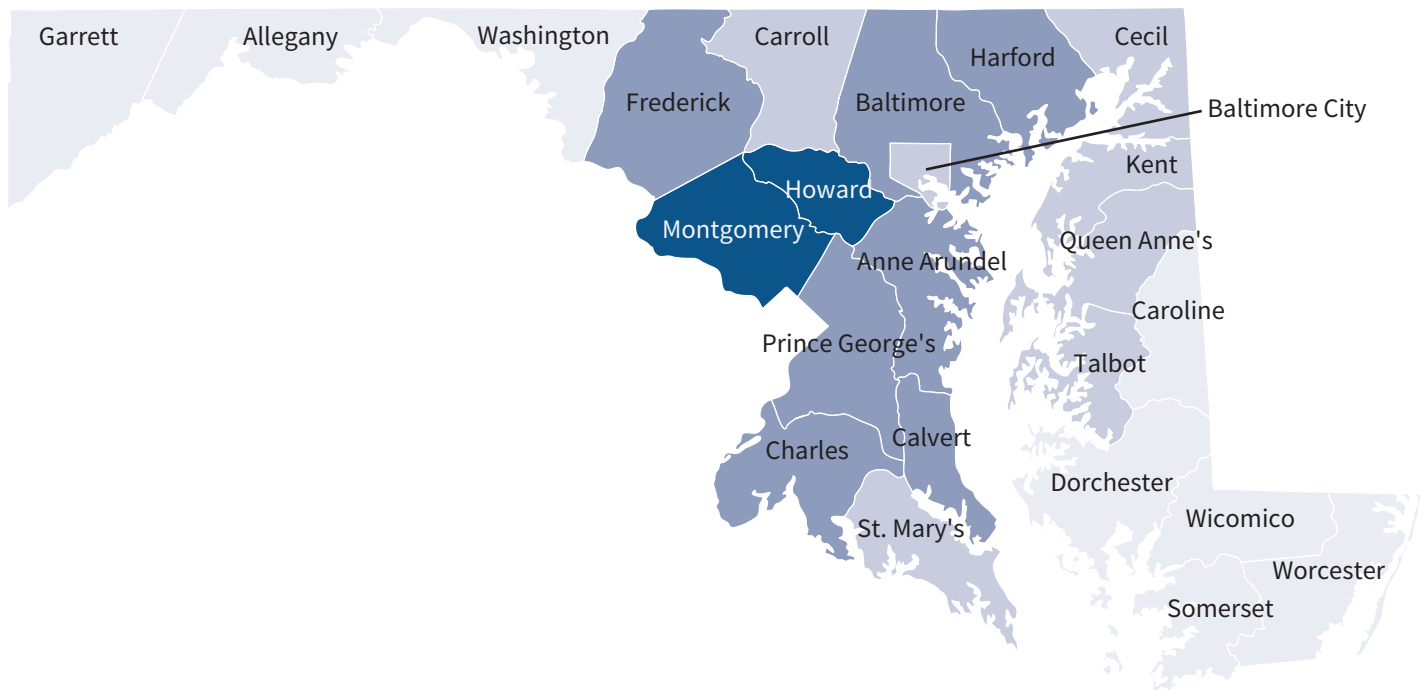 Garrett
Allegany
Washington
Carroll
Cecil
Harford
Frederick
Baltimore
Baltimore City
Kent
Howard
Montgomery
Queen Anne's
Anne Arundel
Caroline
Prince George's
Talbot
Calvert
Charles
Dorchester
Wicomico
St. Mary's
Worcester
Somerset